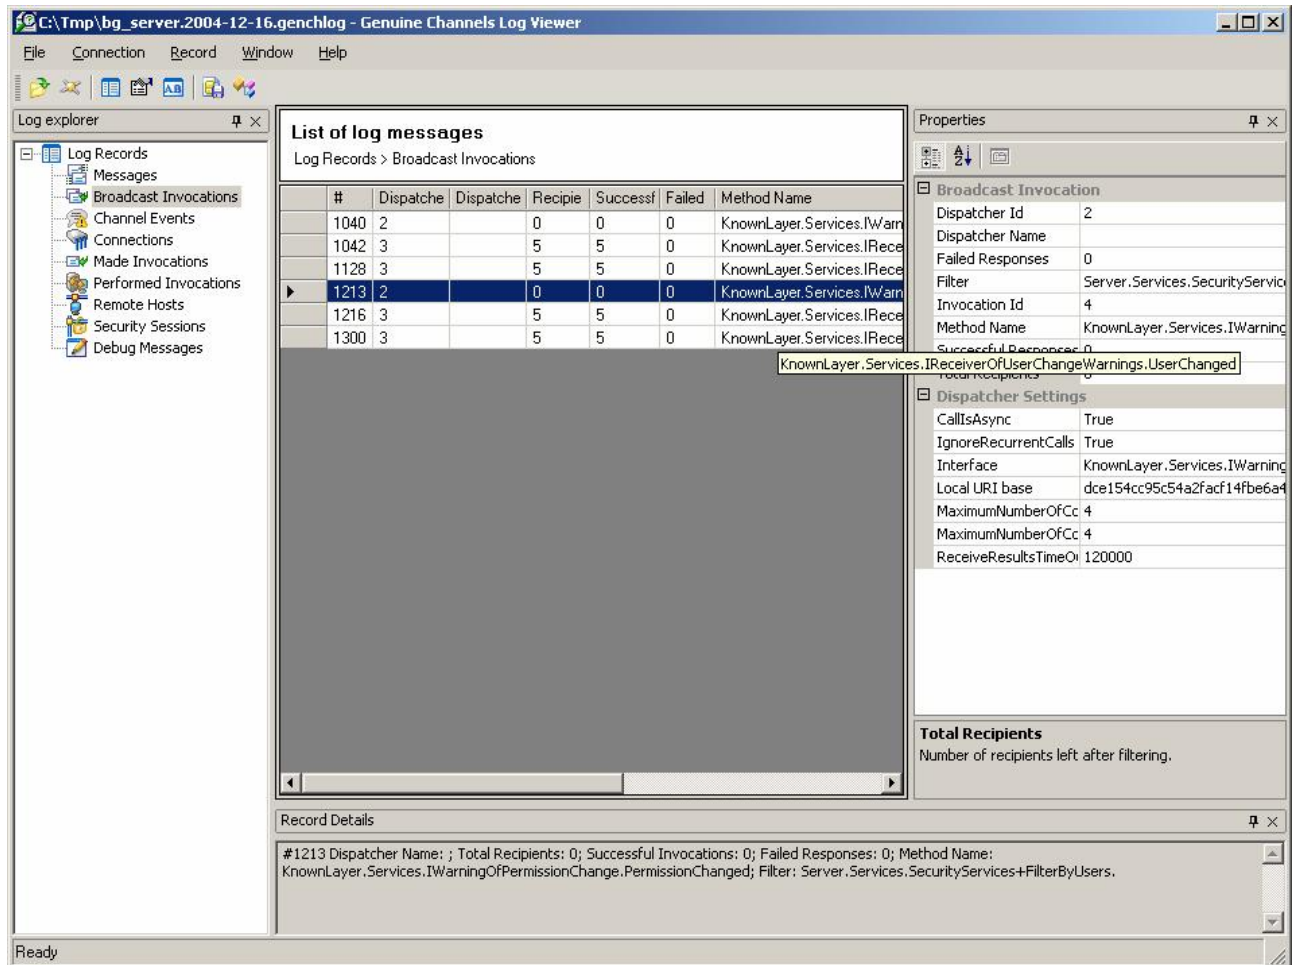 C:\Tmp\bg_server.2004-12-16.genchlog - Genuine Channels Log Viewer
File Connection Record Window Help
Log explorer
Log Records
Messages
Broadcast Invocations
Channel Events
Connections
Made Invocations
Performed Invocations
Remote Hosts
Security Sessions
Debug Messages
List of log messages
Log Records > Broadcast Invocations
# Dispatche Dispatche Recipie Successf Failed Method Name
1040 2 0 0 0 KnownLayer.Services.IWarn
1042 3 5 5 0 KnownLayer.Services.IRece
1128 3 5 5 0 KnownLayer.Services.IRece
1213 2 0 0 0 KnownLayer.Services.IWarn
1216 3 5 5 0 KnownLayer.Services.IRece
1300 3 5 5 0 KnownLayer.Services.IRece
KnownLayer.Services.IReceiverOfUserChangeWarnings.UserChanged
Properties
Broadcast Invocation
Dispatcher Id 2
Dispatcher Name
Failed Responses 0
Filter Server.Services.SecurityServic
Invocation Id 4
Method Name KnownLayer.Services.IWarning
Successful Responses 0
Total Recipients 0
Dispatcher Settings
CallIsAsync True
IgnoreRecurrentCalls True
Interface KnownLayer.Services.IWarning
Local URI base dce154cc95c54a2facf14fbe6a4
MaximumNumberOfCc 4
MaximumNumberOfCc 4
ReceiveResultsTimeO 120000
Total Recipients
Number of recipients left after filtering.
Record Details
#1213 Dispatcher Name: ; Total Recipients: 0; Successful Invocations: 0; Failed Responses: 0; Method Name:
KnownLayer.Services.IWarningOfPermissionChange.PermissionChanged; Filter: Server.Services.SecurityServices+FilterByUsers.
Ready